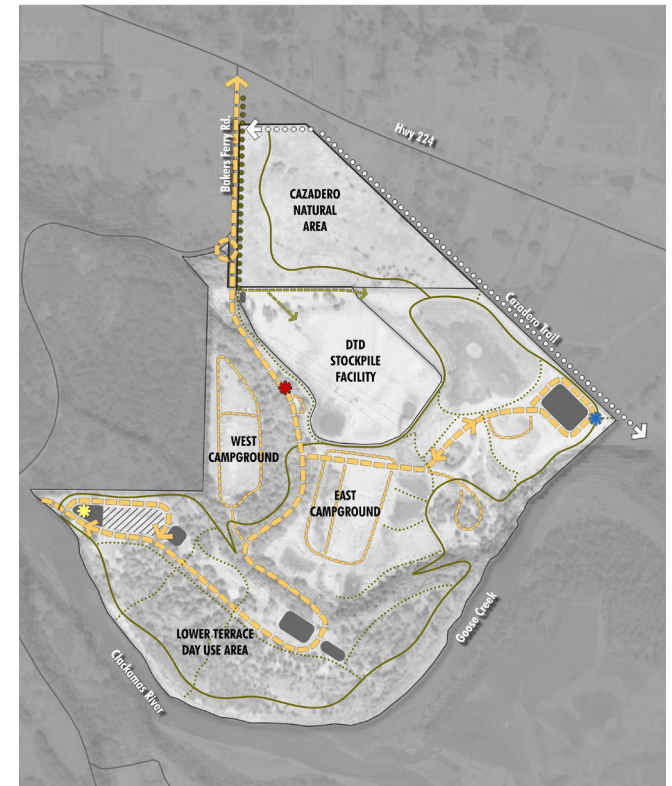 Hwy 224
Bakers Ferry Rd.
CAZADERO
NATURAL
AREA
Cazadero Trail
DTD
STOCKPILE
FACILITY
WEST
CAMPGROUND
EAST
CAMPGROUND
LOWER TERRACE
DAY USE AREA
Goose Creek
Clackamas River